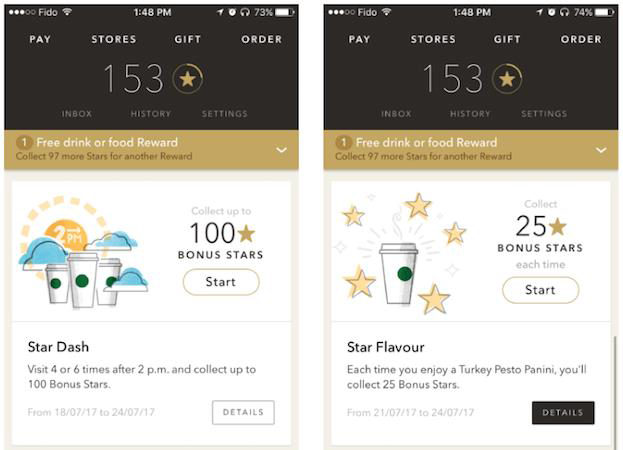 Fido 1:48 PM 73%
PAY STORES GIFT ORDER
153
INBOX HISTORY SETTINGS
1 Free drink or food Reward
Collect 97 more Stars for another Reward
2 PM
Collect up to
100
BONUS STARS
Start
Star Dash
Visit 4 or 6 times after 2 p.m. and collect up to
100 Bonus Stars.
From 18/07/17 to 24/07/17 DETAILS
Fido 1:48 PM 74%
PAY STORES GIFT ORDER
153
INBOX HISTORY SETTINGS
1 Free drink or food Reward
Collect 97 more Stars for another Reward
Collect
25
BONUS STARS
each time
Start
Star Flavour
Each time you enjoy a Turkey Pesto Panini, you'll
collect 25 Bonus Stars.
From 21/07/17 to 24/07/17 DETAILS